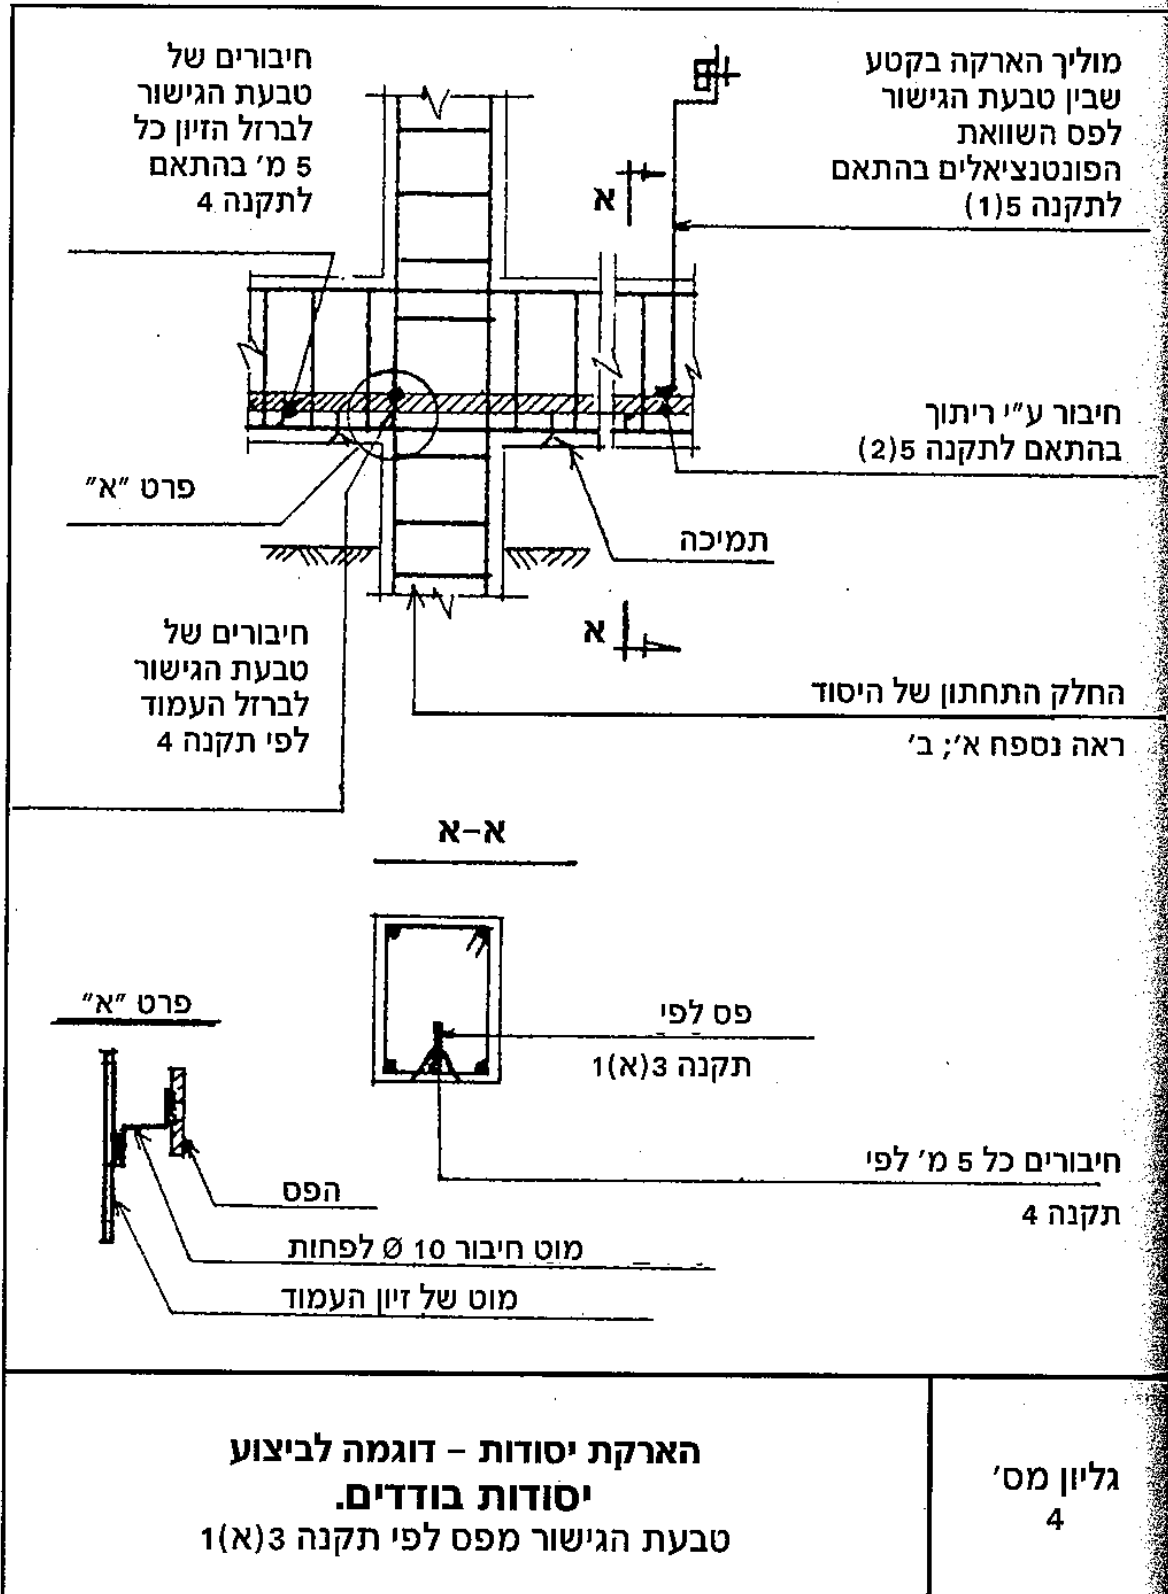 מוליך הארקה בקטע
שבין טבעת הגישור
לפס השוואת
הפוטנציאלים בהתאם
לתקנה 5(1)
חיבורים של
טבעת הגישור
לברזל הזיון כל
5 מ' בהתאם
לתקנה 4
א
חיבור ע"י ריתוך
בהתאם לתקנה 5(2)
פרט "א"
תמיכה
א
חיבורים של
טבעת הגישור
לברזל העמוד
לפי תקנה 4
החלק התחתון של היסוד
ראה נספח א'; ב'
א-א
פרט "א"
פס לפי
תקנה 3(א)1
חיבורים כל 5 מ' לפי
תקנה 4
הפס
מוט חיבור 10 Ø לפחות
מוט של זיון העמוד
הארקת יסודות – דוגמה לביצוע
יסודות בודדים.
טבעת הגישור מפס לפי תקנה 3(א)1
גליון מס'
4